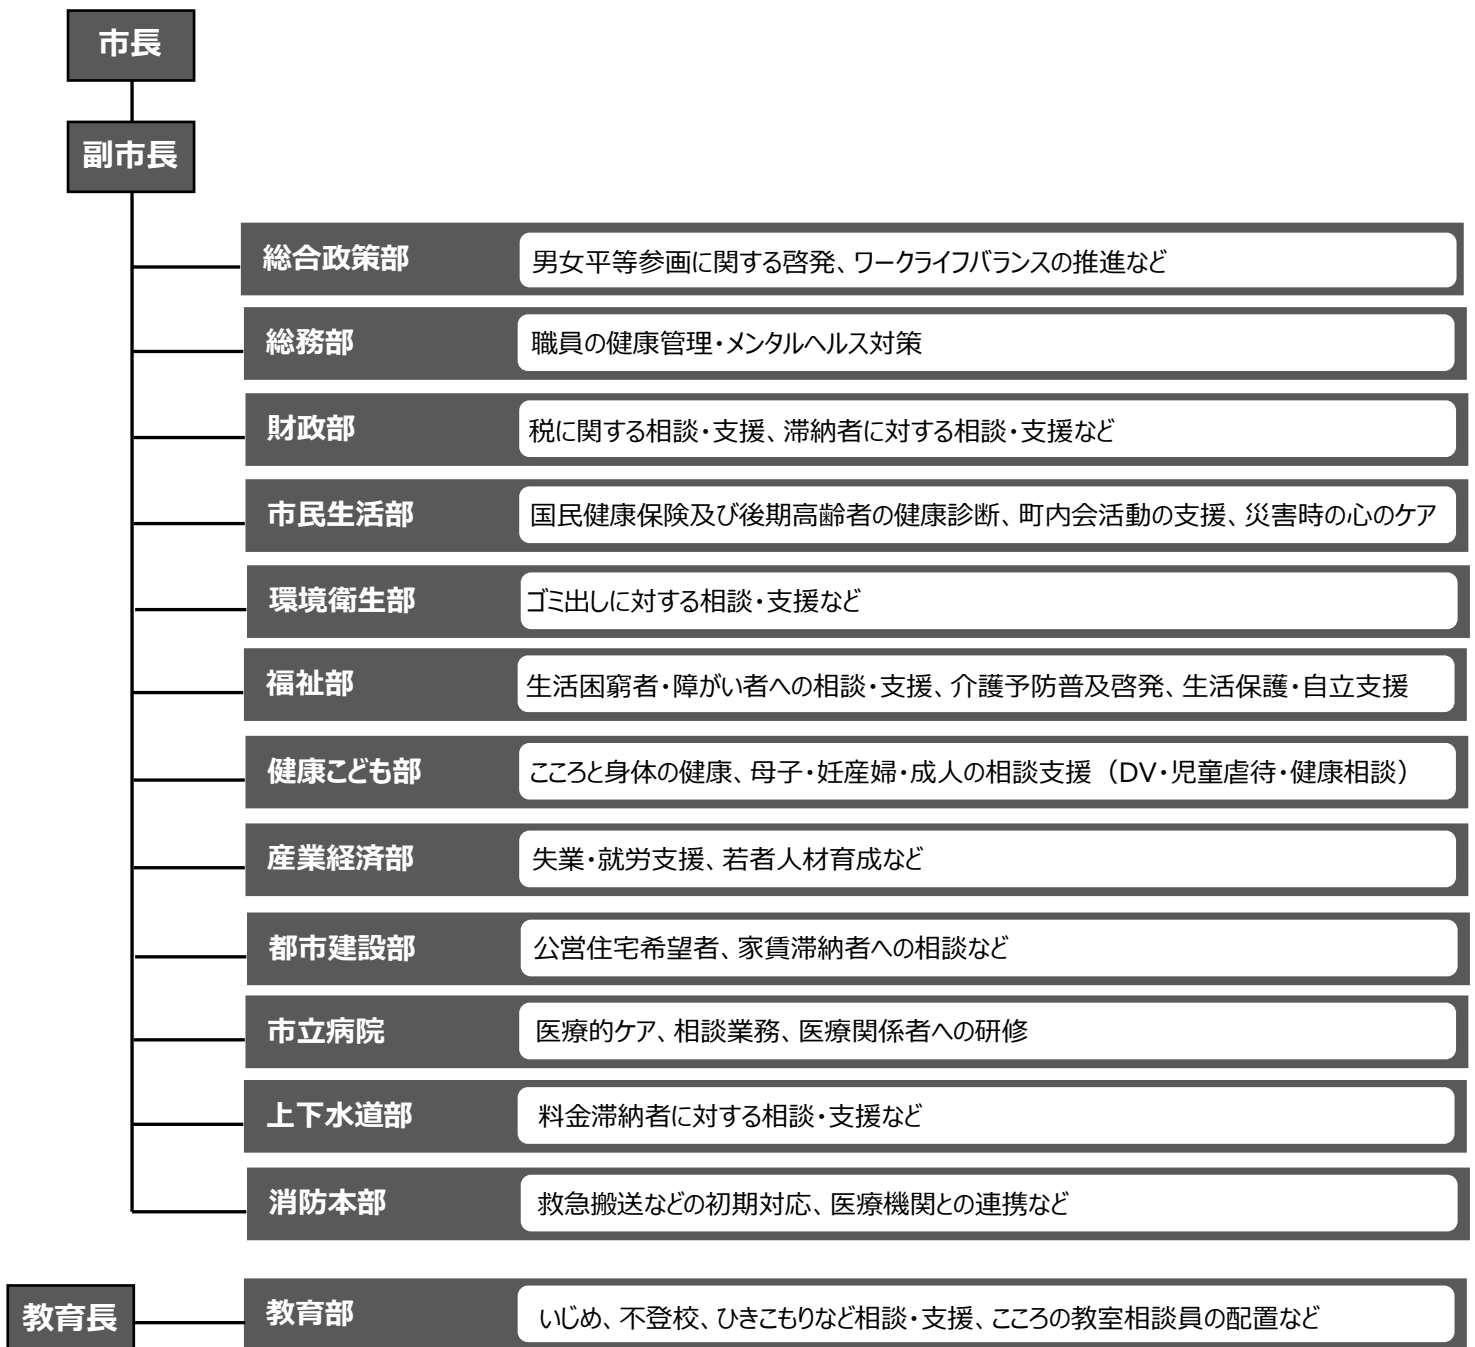 市長
副市長
総合政策部 男女平等参画に関する啓発、ワークライフバランスの推進など
総務部 職員の健康管理・メンタルヘルス対策
財政部 税に関する相談・支援、滞納者に対する相談・支援など
市民生活部 国民健康保険及び後期高齢者の健康診断、町内会活動の支援、災害時の心のケア
環境衛生部 ゴミ出しに対する相談・支援など
福祉部 生活困窮者・障がい者への相談・支援、介護予防普及啓発、生活保護・自立支援
健康こども部 こころと身体の健康、母子・妊産婦・成人の相談支援（DV・児童虐待・健康相談）
産業経済部 失業・就労支援、若者人材育成など
都市建設部 公営住宅希望者、家賃滞納者への相談など
市立病院 医療的ケア、相談業務、医療関係者への研修
上下水道部 料金滞納者に対する相談・支援など
消防本部 救急搬送などの初期対応、医療機関との連携など
教育長 教育部 いじめ、不登校、ひきこもりなど相談・支援、こころの教室相談員の配置など